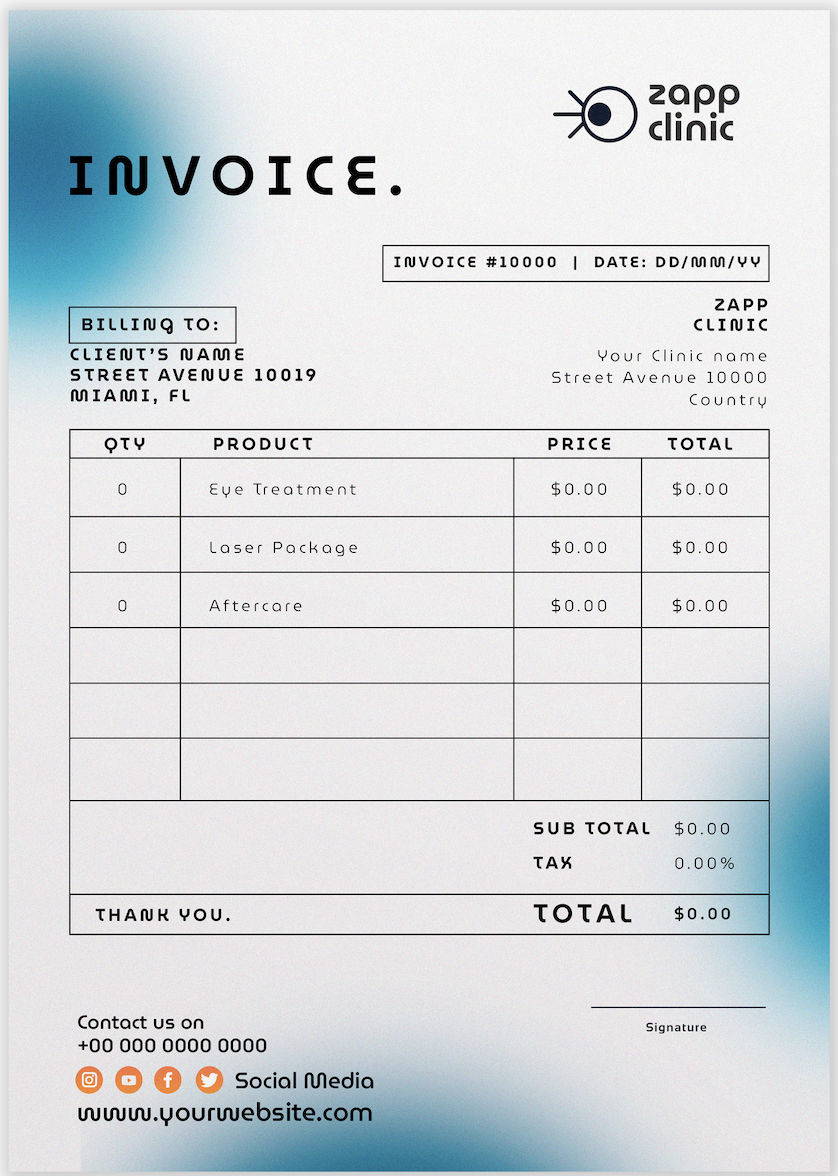 zapp
clinic
INVOICE.
INVOICE #10000 | DATE: DD/MM/YY
ZAPP
CLINIC
BILLING TO:
CLIENT'S NAME
STREET AVENUE 10019
MIAMI, FL
Your Clinic name
Street Avenue 10000
Country
QTY PRODUCT PRICE TOTAL
0 Eye Treatment $0.00 $0.00
0 Laser Package $0.00 $0.00
0 Aftercare $0.00 $0.00
SUB TOTAL $0.00
TAX 0.00%
THANK YOU. TOTAL $0.00
Signature
Contact us on
+00 000 0000 0000
Social Media
www.yourwebsite.com